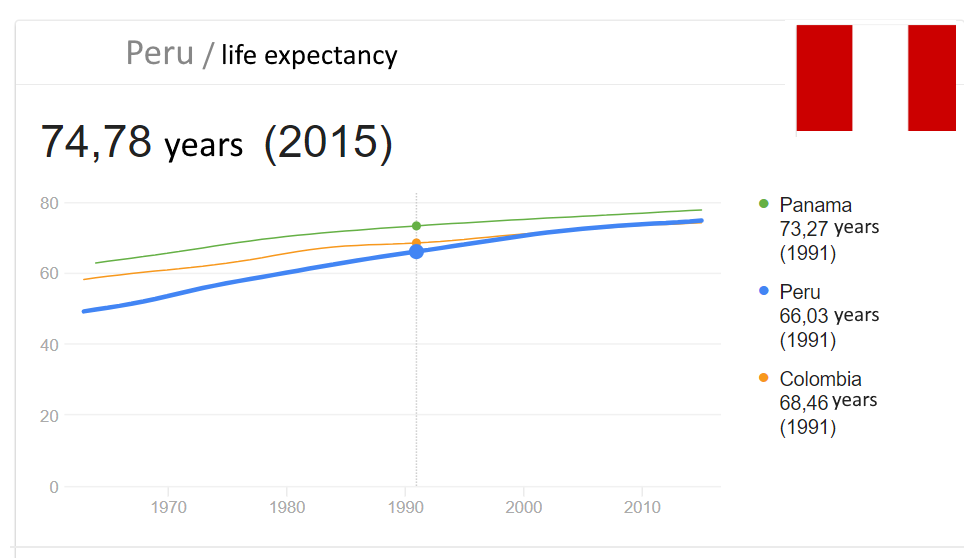 Peru / life expectancy
74,78 years (2015)
80
60
40
20
0
1970 1980 1990 2000 2010
Panama
73,27 years
(1991)
Peru
66,03 years
(1991)
Colombia
68,46 years
(1991)